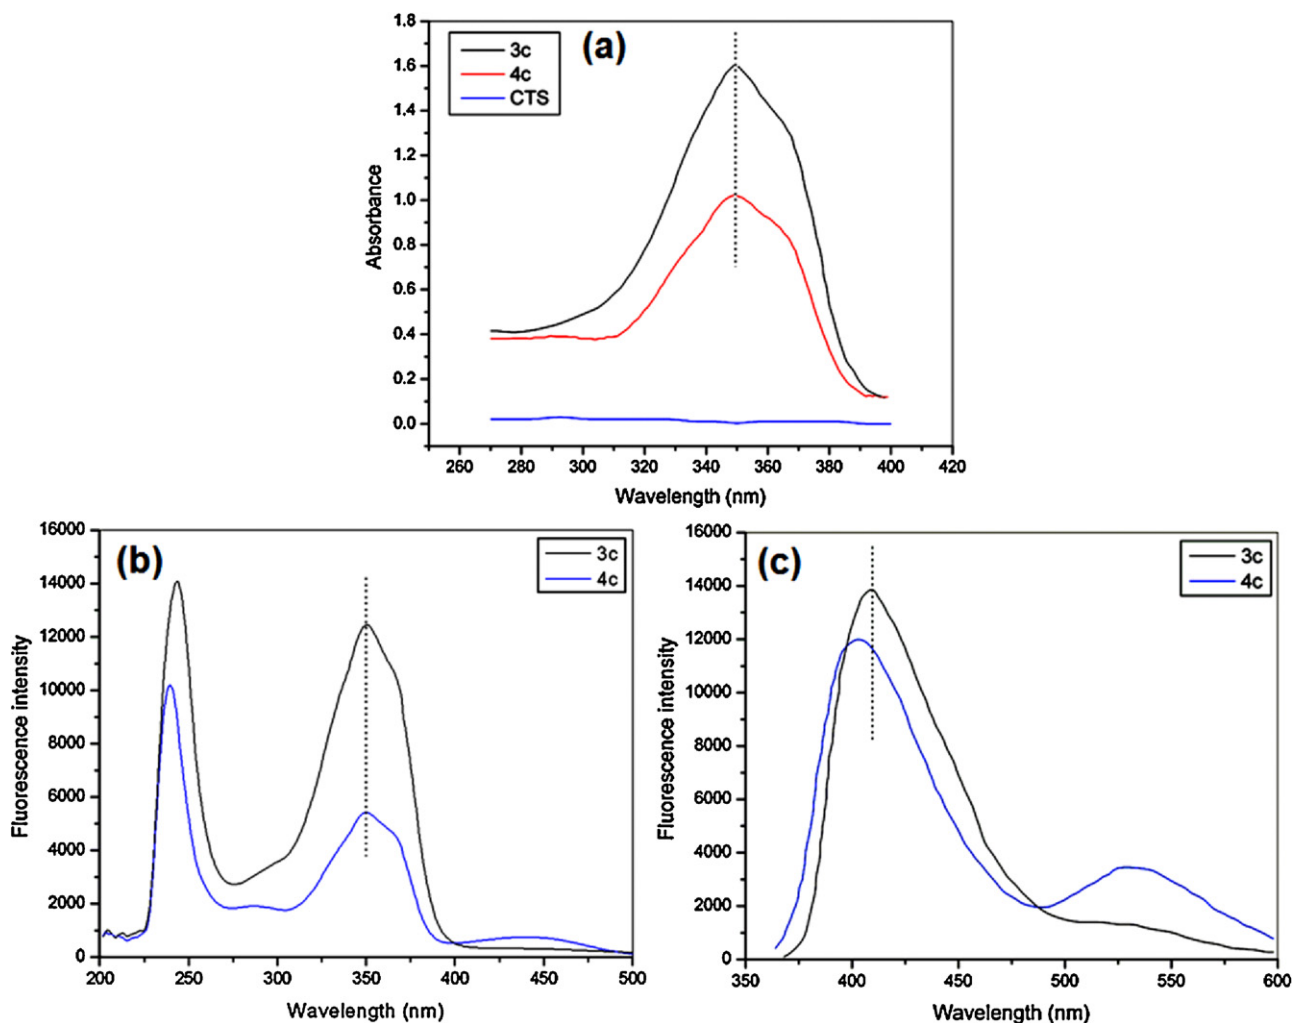 (a)
3c
4c
CTS
1.8
1.6
1.4
1.2
1.0
0.8
0.6
0.4
0.2
0.0
Absorbance
260 280 300 320 340 360 380 400 420
Wavelength (nm)
(b)
3c
4c
16000
14000
12000
10000
8000
6000
4000
2000
0
Fluorescence intensity
200 250 300 350 400 450 500
Wavelength (nm)
(c)
3c
4c
16000
14000
12000
10000
8000
6000
4000
2000
0
Fluorescence intensity
350 400 450 500 550 600
Wavelength (nm)